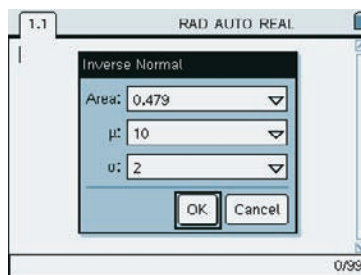 1.1 RAD AUTO REAL
Inverse Normal
Area: 0.479
μ: 10
σ: 2
OK Cancel
0/99